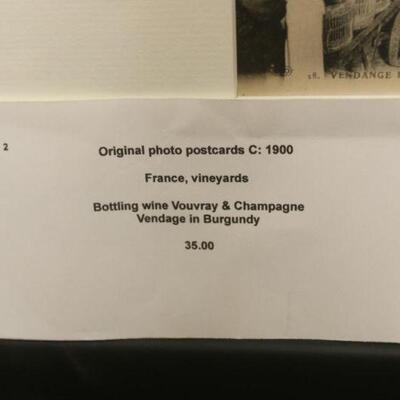 18. VENDANGE
2
Original photo postcards C: 1900
France, vineyards
Bottling wine Vouvray & Champagne
Vendage in Burgundy
35.00